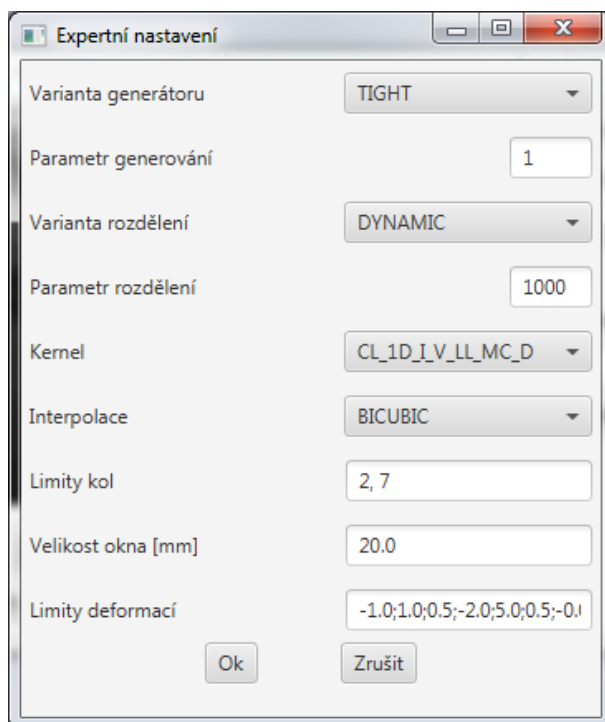 Expertní nastavení
Varianta generátoru TIGHT
Parametr generování 1
Varianta rozdělení DYNAMIC
Parametr rozdělení 1000
Kernel CL_1D_I_V_LL_MC_D
Interpolace BICUBIC
Limity kol 2, 7
Velikost okna [mm] 20.0
Limity deformací -1.0;1.0;0.5;-2.0;5.0;0.5;-0.
Ok Zrušit